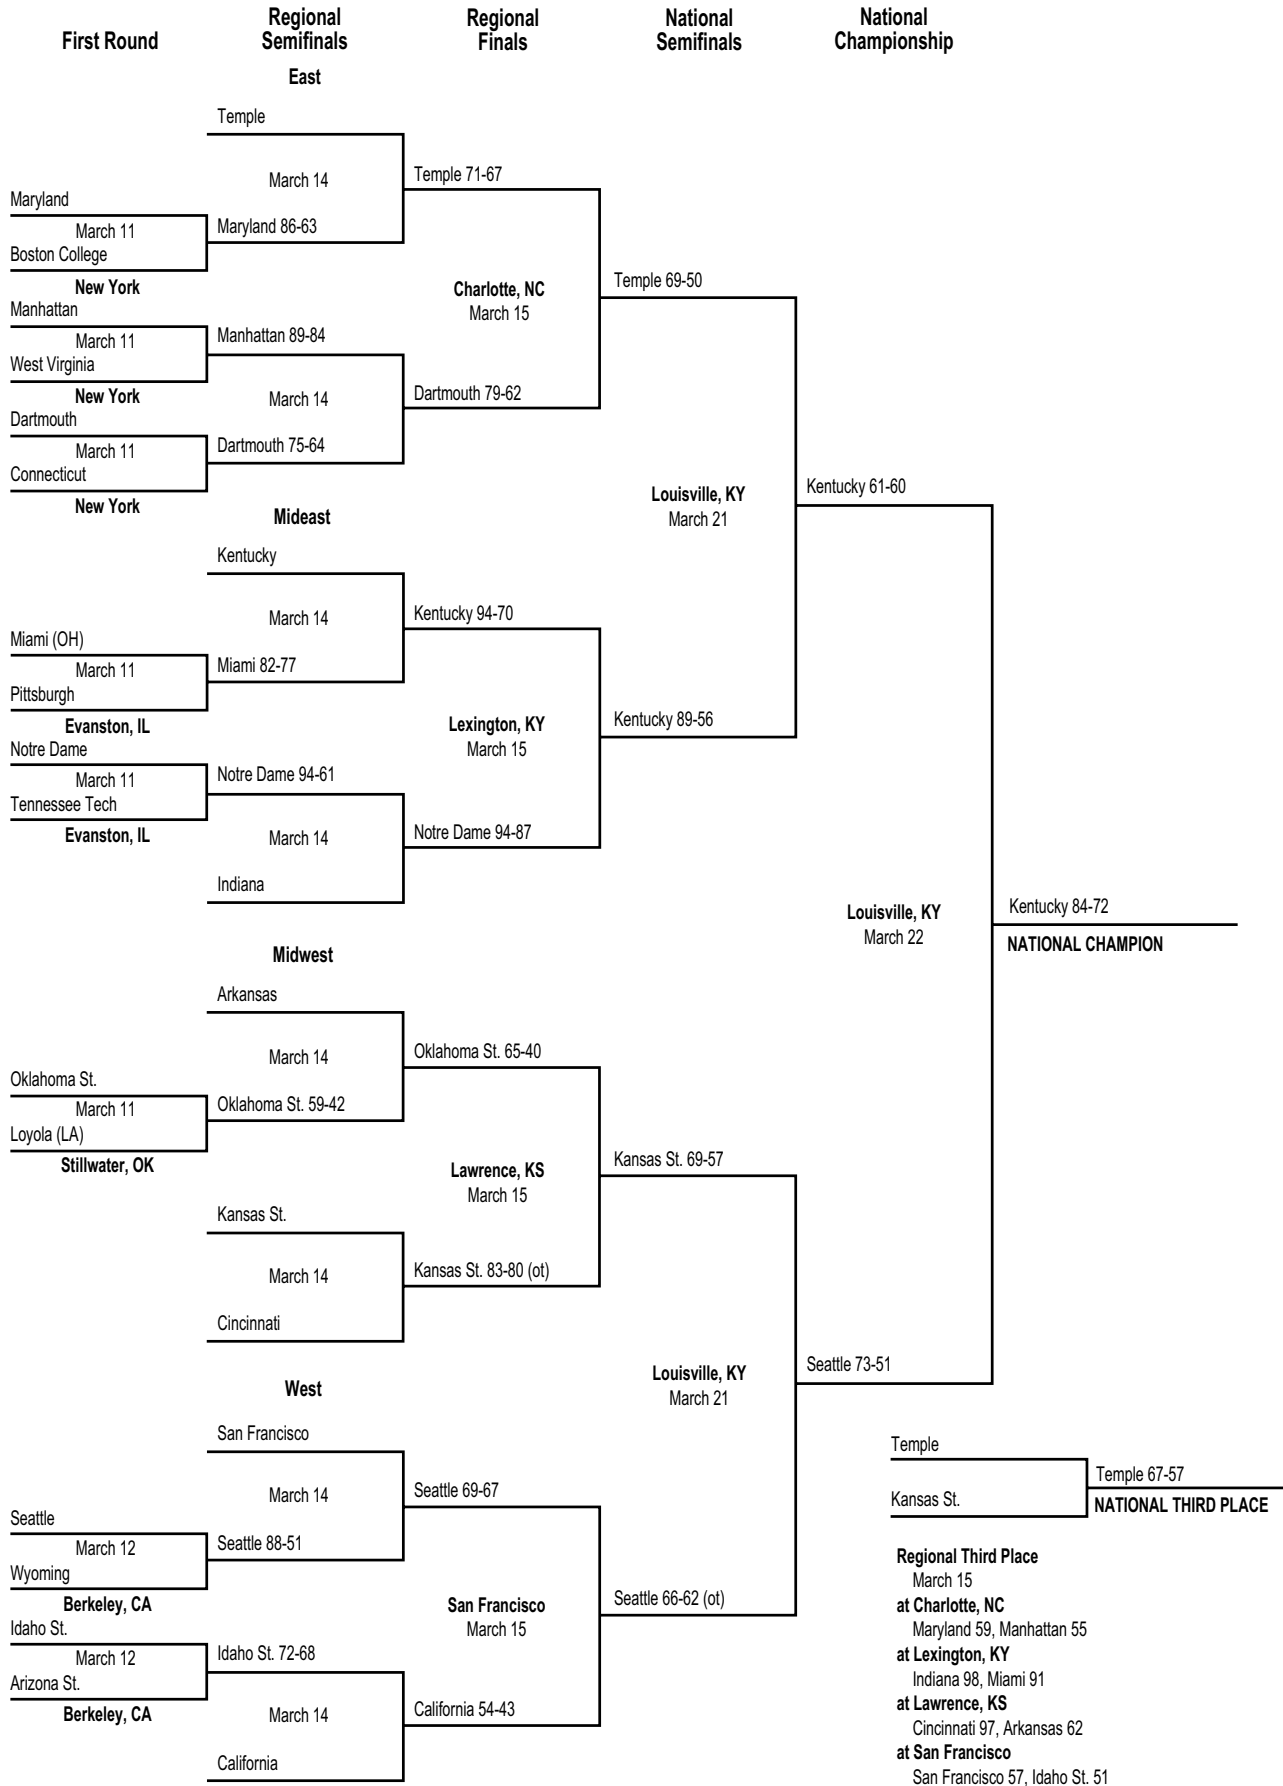 First Round
Regional
Semifinals
Regional
Finals
National
Semifinals
National
Championship
East
Temple
March 14
Temple 71-67
Maryland
March 11
Maryland 86-63
Boston College
New York
Charlotte, NC
March 15
Temple 69-50
Manhattan
March 11
Manhattan 89-84
West Virginia
New York
March 14
Dartmouth 79-62
Dartmouth
March 11
Dartmouth 75-64
Connecticut
New York
Louisville, KY
March 21
Kentucky 61-60
Mideast
Kentucky
March 14
Kentucky 94-70
Miami (OH)
March 11
Miami 82-77
Pittsburgh
Evanston, IL
Lexington, KY
March 15
Kentucky 89-56
Notre Dame
March 11
Notre Dame 94-61
Tennessee Tech
Evanston, IL
March 14
Notre Dame 94-87
Indiana
Louisville, KY
March 22
Kentucky 84-72
NATIONAL CHAMPION
Midwest
Arkansas
March 14
Oklahoma St. 65-40
Oklahoma St.
March 11
Oklahoma St. 59-42
Loyola (LA)
Stillwater, OK
Lawrence, KS
March 15
Kansas St. 69-57
Kansas St.
March 14
Kansas St. 83-80 (ot)
Cincinnati
Louisville, KY
March 21
Seattle 73-51
West
San Francisco
March 14
Seattle 69-67
Seattle
March 12
Seattle 88-51
Wyoming
Berkeley, CA
San Francisco
March 15
Seattle 66-62 (ot)
Idaho St.
March 12
Idaho St. 72-68
Arizona St.
Berkeley, CA
March 14
California 54-43
California
Temple
Temple 67-57
Kansas St.
NATIONAL THIRD PLACE
Regional Third Place
March 15
at Charlotte, NC
Maryland 59, Manhattan 55
at Lexington, KY
Indiana 98, Miami 91
at Lawrence, KS
Cincinnati 97, Arkansas 62
at San Francisco
San Francisco 57, Idaho St. 51